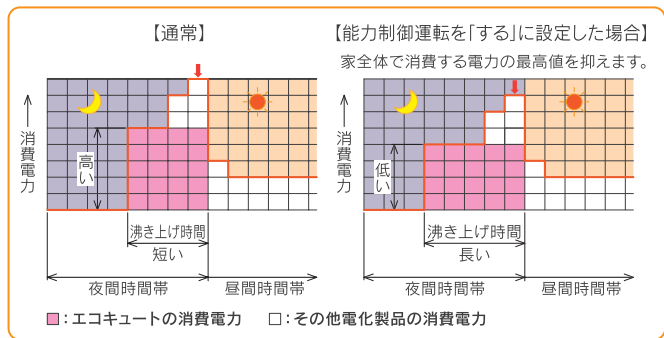 【通常】
【能力制御運転を「する」に設定した場合】
家全体で消費する電力の最高値を抑えます。
消費電力
高い
沸き上げ時間
短い
夜間時間帯
昼間時間帯
消費電力
低い
沸き上げ時間
長い
夜間時間帯
昼間時間帯
：エコキュートの消費電力
：その他電化製品の消費電力